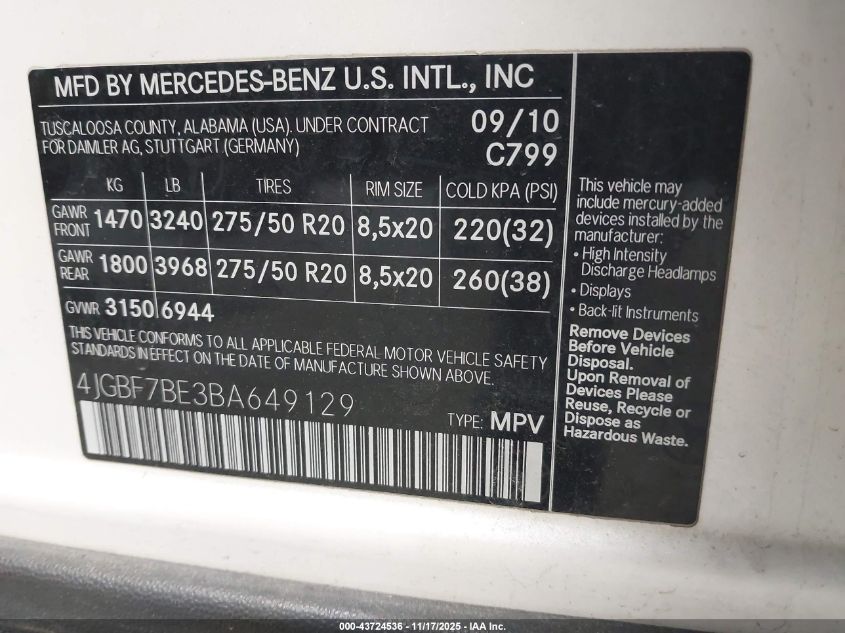 MFD BY MERCEDES-BENZ U.S. INTL., INC
TUSCALOOSA COUNTY, ALABAMA (USA). UNDER CONTRACT
FOR DAIMLER AG, STUTTGART (GERMANY)
09/10
C799
KG LB TIRES RIM SIZE COLD KPA (PSI)
GAWR FRONT 1470 3240 275/50 R20 8,5x20 220(32)
GAWR REAR 1800 3968 275/50 R20 8,5x20 260(38)
GVWR 3150 6944
THIS VEHICLE CONFORMS TO ALL APPLICABLE FEDERAL MOTOR VEHICLE SAFETY
STANDARDS IN EFFECT ON THE DATE OF MANUFACTURE SHOWN ABOVE.
4JGBF7BE3BA649129
TYPE: MPV
This vehicle may
include mercury-added
devices installed by the
manufacturer:
• High Intensity
Discharge Headlamps
• Displays
• Back-lit Instruments
Remove Devices
Before Vehicle
Disposal.
Upon Removal of
Devices Please
Reuse, Recycle or
Dispose as
Hazardous Waste.
000-43724536 - 11/17/2025 - IAA Inc.